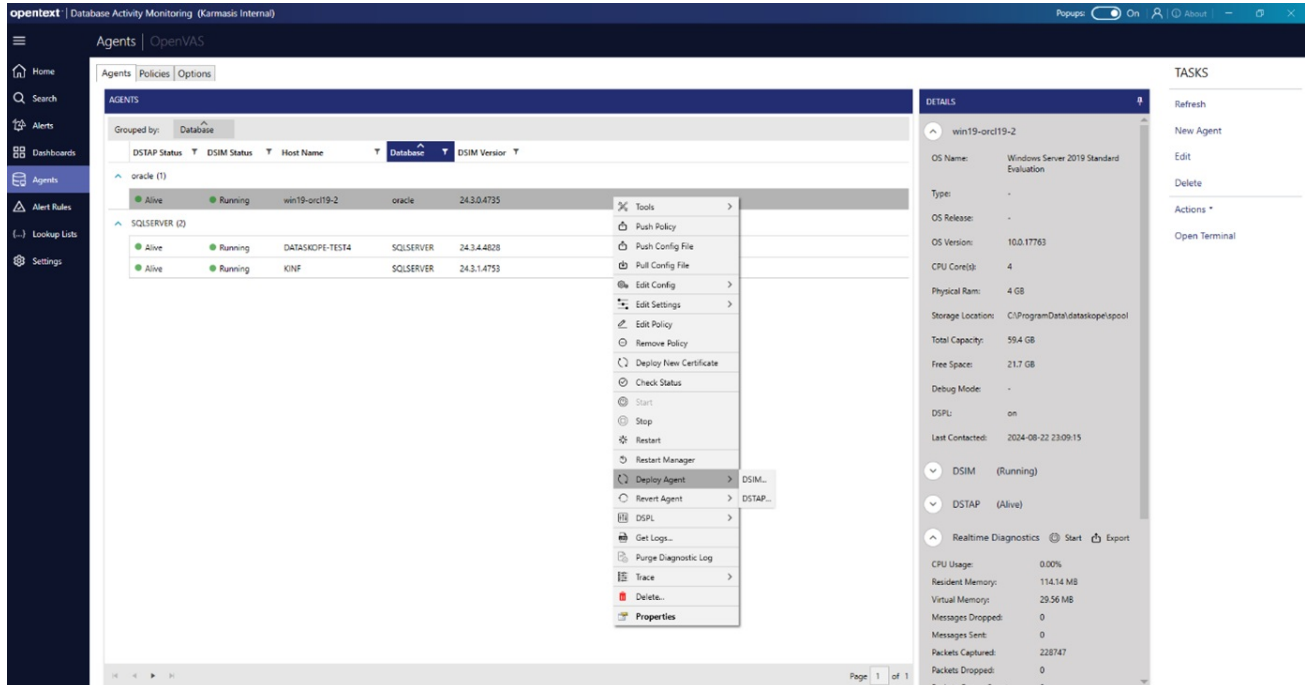 opentext | Database Activity Monitoring (Karmasis Internal)
Popups: On About
Agents | OpenVAS
Home
Search
Alerts
Dashboards
Agents
Alert Rules
Lookup Lists
Settings
Agents Policies Options
AGENTS
Grouped by: Database
DSTAP Status DSIM Status Host Name Database DSIM Version
oracle (1)
Alive Running win19-orcl19-2 oracle 24.3.0.4735
SQLSERVER (2)
Alive Running DATASKOPE-TEST4 SQLSERVER 24.3.4.4828
Alive Running KINF SQLSERVER 24.3.1.4753
Tools
Push Policy
Push Config File
Pull Config File
Edit Config
Edit Settings
Edit Policy
Remove Policy
Deploy New Certificate
Check Status
Start
Stop
Restart
Restart Manager
Deploy Agent
Revert Agent
DSPL
Get Logs...
Purge Diagnostic Log
Trace
Delete...
Properties
DSIM...
DSTAP...
Page 1 of 1
DETAILS
win19-orcl19-2
OS Name: Windows Server 2019 Standard
Evaluation
Type: -
OS Release: -
OS Version: 10.0.17763
CPU Core(s): 4
Physical Ram: 4 GB
Storage Location: C:\ProgramData\dataskope\spool
Total Capacity: 59.4 GB
Free Space: 21.7 GB
Debug Mode: -
DSPL: on
Last Contacted: 2024-08-22 23:09:15
DSIM (Running)
DSTAP (Alive)
Realtime Diagnostics Start Export
CPU Usage: 0.00%
Resident Memory: 114.14 MB
Virtual Memory: 29.56 MB
Messages Dropped: 0
Messages Sent: 0
Packets Captured: 228747
Packets Dropped: 0
TASKS
Refresh
New Agent
Edit
Delete
Actions
Open Terminal